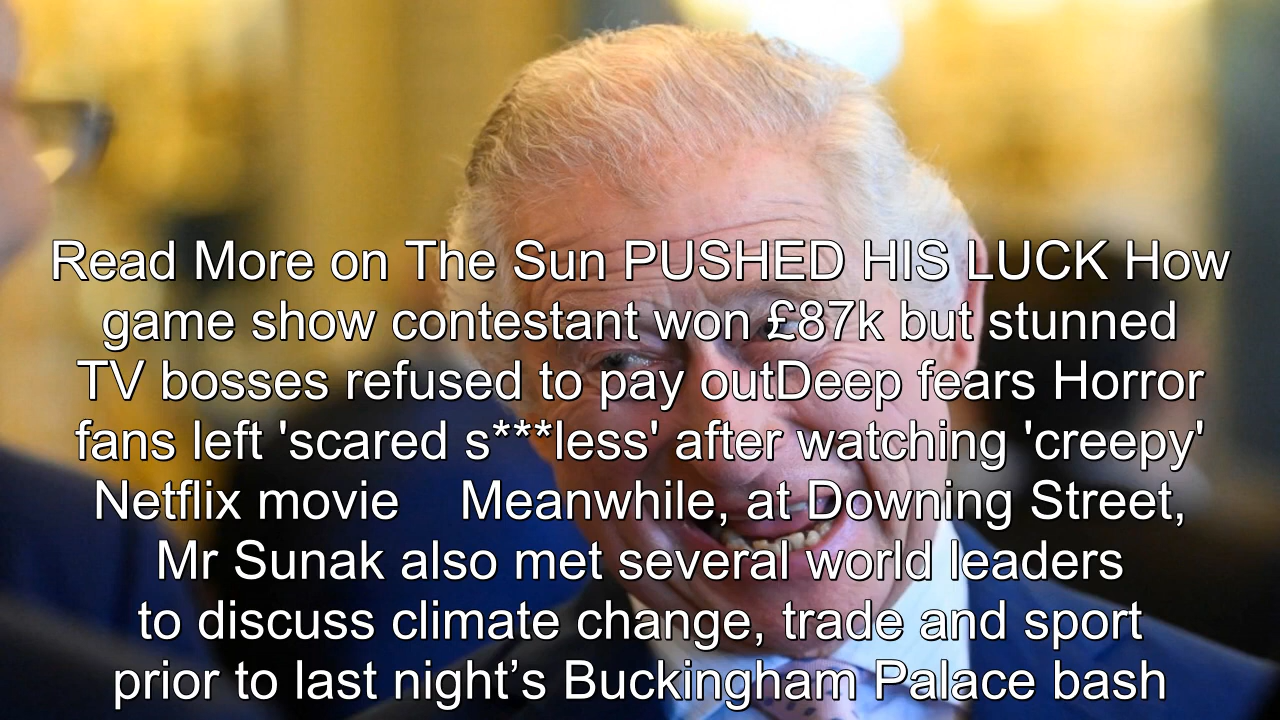 Read More on The Sun PUSHED HIS LUCK How
game show contestant won £87k but stunned
TV bosses refused to pay outDeep fears Horror
fans left 'scared s***less' after watching 'creepy'
Netflix movie Meanwhile, at Downing Street,
Mr Sunak also met several world leaders
to discuss climate change, trade and sport
prior to last night’s Buckingham Palace bash